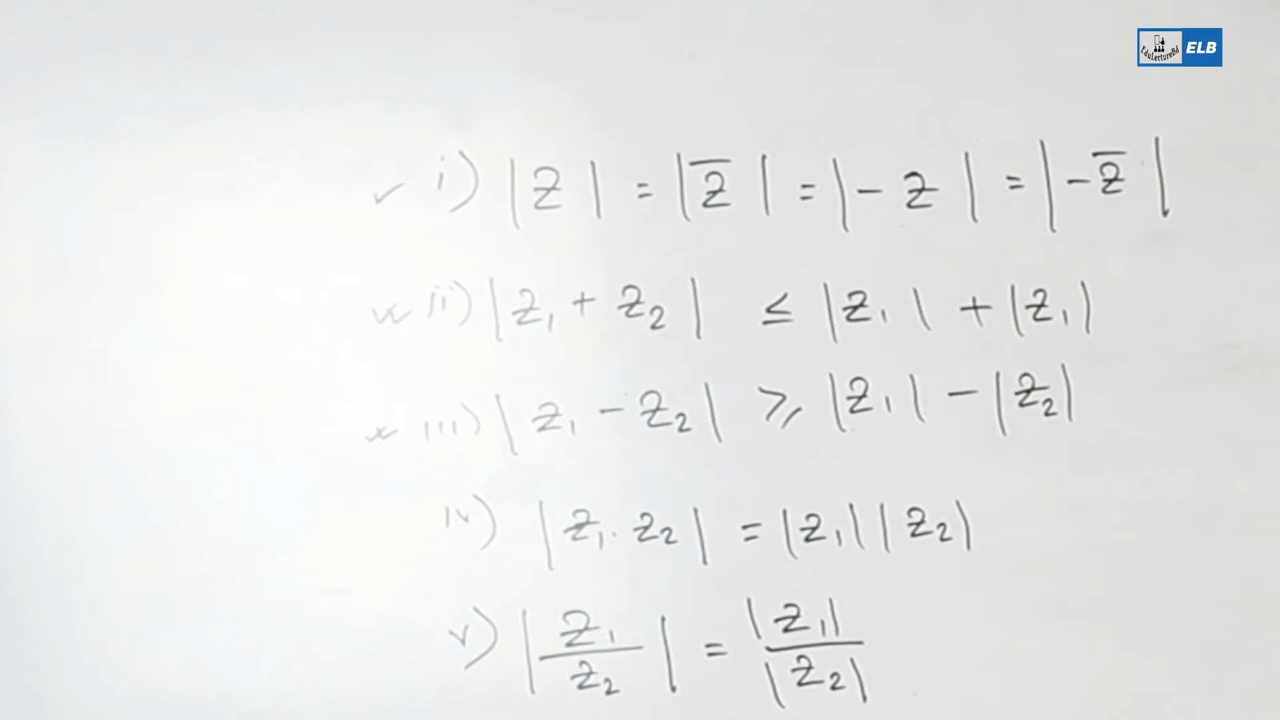 EduLectureBd ELB
i) |Z| = |Z̅| = |-Z| = |-Z̅|
ii) |Z₁ + Z₂| ≤ |Z₁| + |Z₁|
iii) |Z₁ - Z₂| ≥ |Z₁| - |Z₂|
iv) |Z₁. Z₂| = |Z₁| |Z₂|
v) |Z₁/Z₂| = |Z₁|/|Z₂|